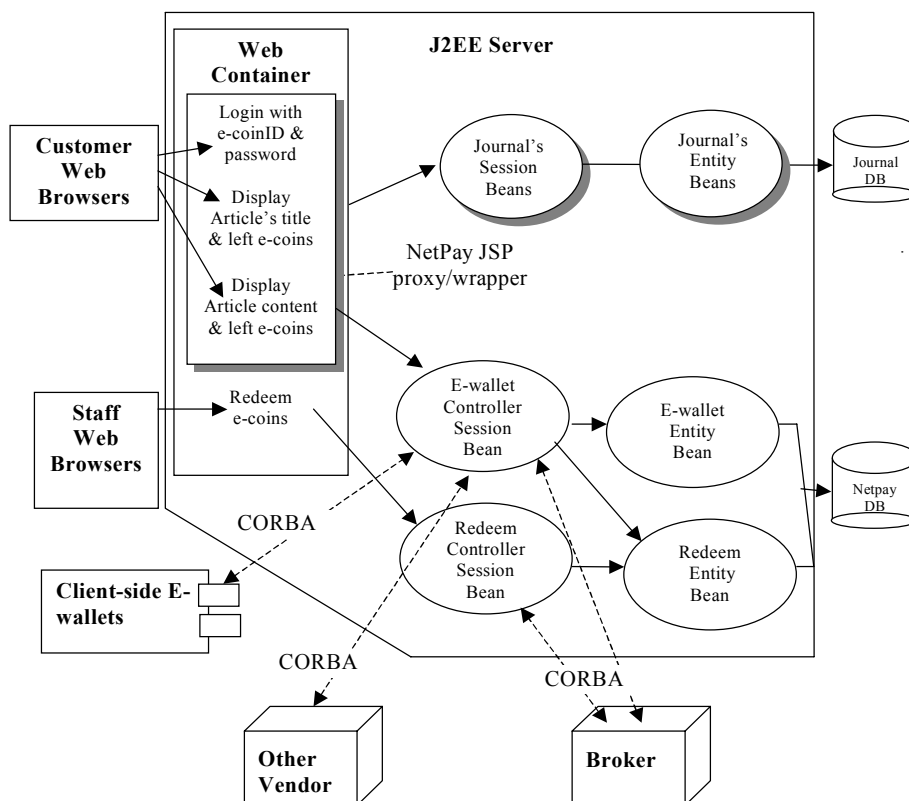 J2EE Server
Web
Container
Login with
e-coinID &
password
Display
Article's title
& left e-coins
Display
Article content
& left e-coins
Redeem
e-coins
Customer
Web
Browsers
Staff
Web
Browsers
Journal's
Session
Beans
Journal's
Entity
Beans
Journal
DB
NetPay JSP
proxy/wrapper
E-wallet
Controller
Session
Bean
E-wallet
Entity
Bean
Netpay
DB
Redeem
Controller
Session
Bean
Redeem
Entity
Bean
CORBA
Client-side E-
wallets
CORBA
CORBA
Other
Vendor
Broker